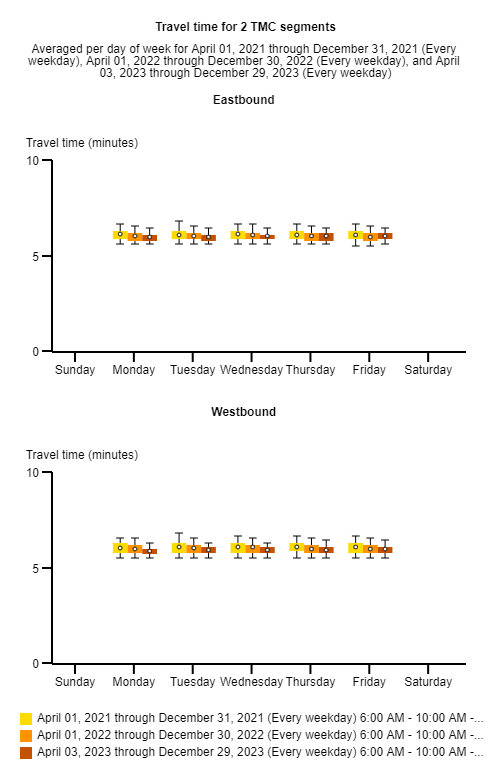 Travel time for 2 TMC segments
Averaged per day of week for April 01, 2021 through December 31, 2021 (Every
weekday), April 01, 2022 through December 30, 2022 (Every weekday), and April
03, 2023 through December 29, 2023 (Every weekday)
Eastbound
Travel time (minutes)
10
5
0
Sunday Monday Tuesday Wednesday Thursday Friday Saturday
Westbound
Travel time (minutes)
10
5
0
Sunday Monday Tuesday Wednesday Thursday Friday Saturday
April 01, 2021 through December 31, 2021 (Every weekday) 6:00 AM - 10:00 AM -...
April 01, 2022 through December 30, 2022 (Every weekday) 6:00 AM - 10:00 AM -...
April 03, 2023 through December 29, 2023 (Every weekday) 6:00 AM - 10:00 AM -...